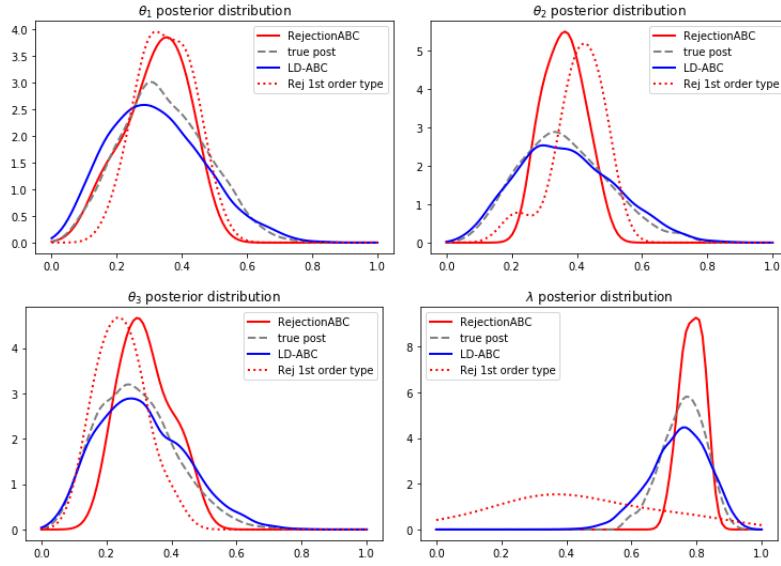 θ1 posterior distribution
4.0
3.5
3.0
2.5
2.0
1.5
1.0
0.5
0.0
0.0 0.2 0.4 0.6 0.8 1.0
RejectionABC
true post
LD-ABC
Rej 1st order type
θ2 posterior distribution
5
4
3
2
1
0
0.0 0.2 0.4 0.6 0.8 1.0
RejectionABC
true post
LD-ABC
Rej 1st order type
θ3 posterior distribution
4
3
2
1
0
0.0 0.2 0.4 0.6 0.8 1.0
RejectionABC
true post
LD-ABC
Rej 1st order type
λ posterior distribution
8
6
4
2
0
0.0 0.2 0.4 0.6 0.8 1.0
RejectionABC
true post
LD-ABC
Rej 1st order type